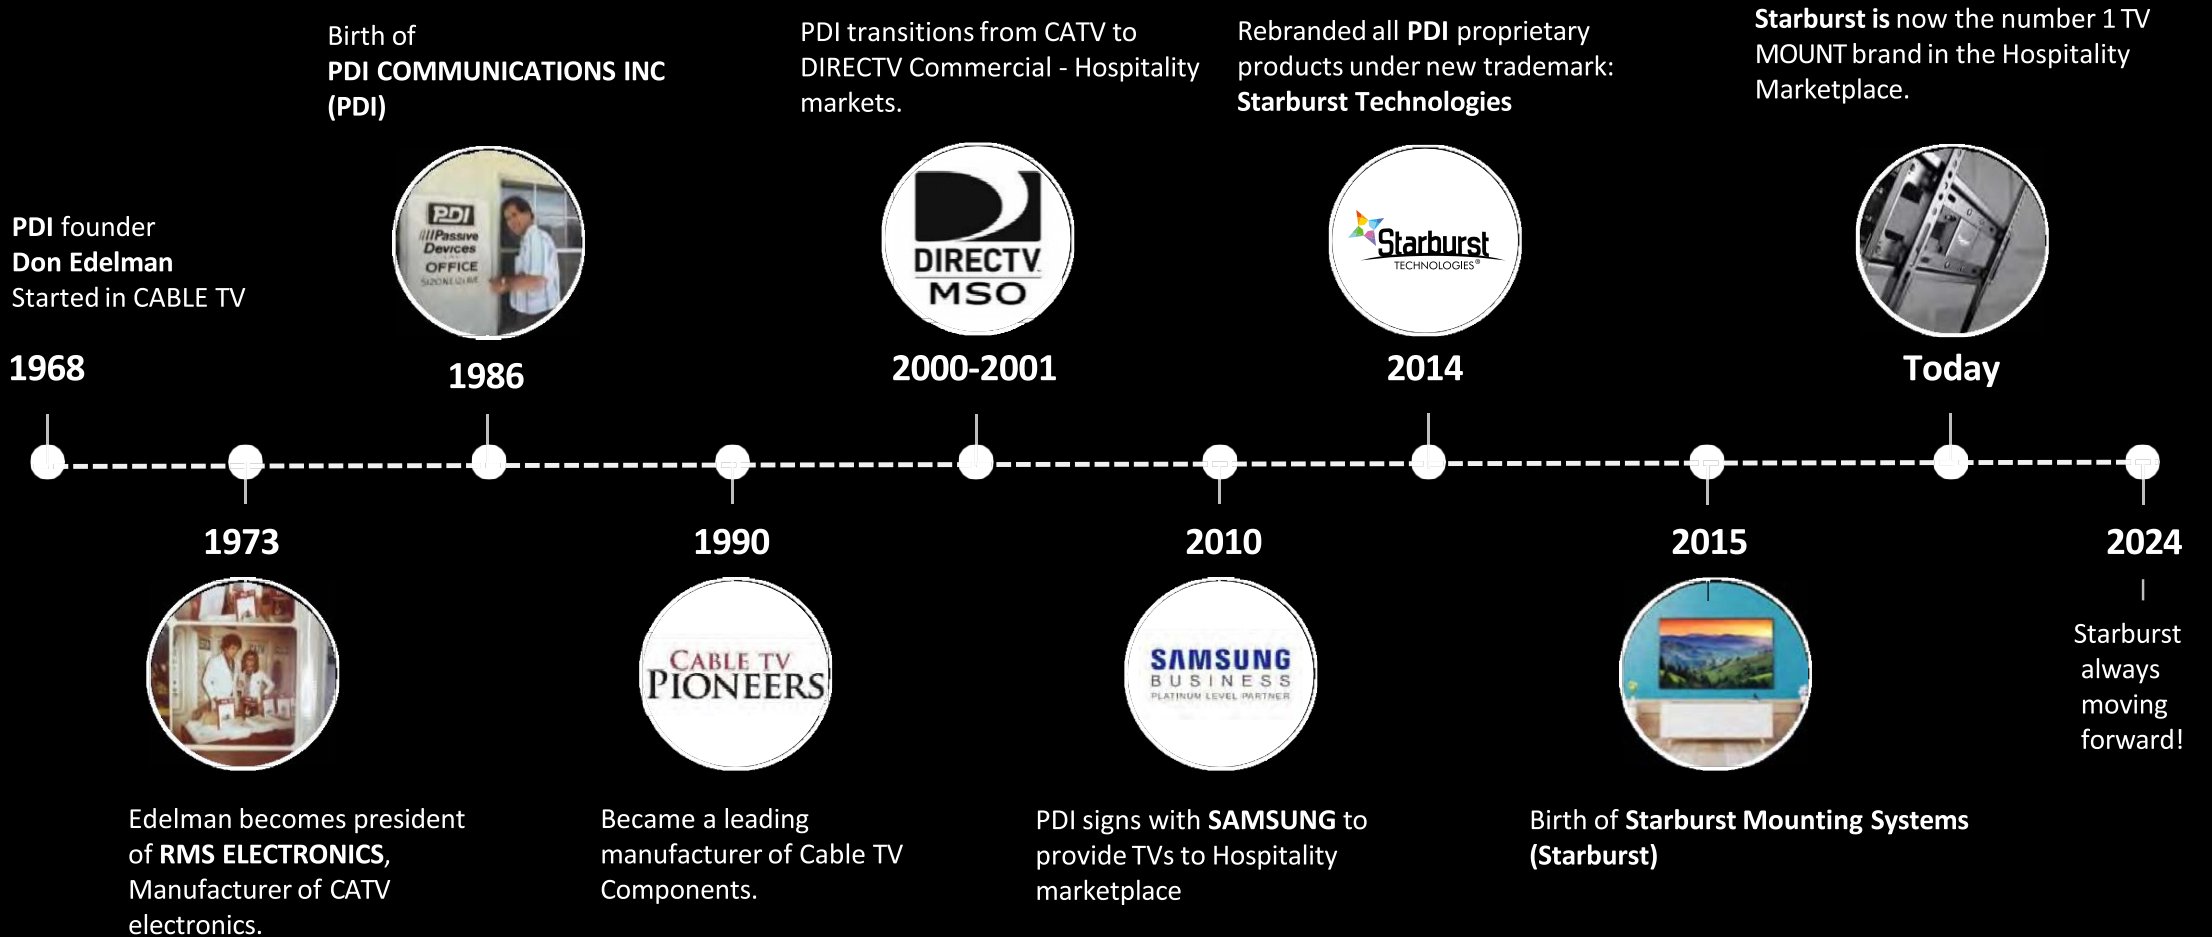 PDI founder
Don Edelman
Started in CABLE TV
1968
1973
Edelman becomes president
of RMS ELECTRONICS,
Manufacturer of CATV
electronics.
Birth of
PDI COMMUNICATIONS INC
(PDI)
PDI
Passive
Devices
OFFICE
1986
1990
CABLE TV
PIONEERS
Became a leading
manufacturer of Cable TV
Components.
PDI transitions from CATV to
DIRECTV Commercial - Hospitality
markets.
DIRECTV
MSO
2000-2001
2010
SAMSUNG
BUSINESS
PLATINUM LEVEL PARTNER
PDI signs with SAMSUNG to
provide TVs to Hospitality
marketplace
Rebranded all PDI proprietary
products under new trademark:
Starburst Technologies
Starburst
TECHNOLOGIES®
2014
2015
Birth of Starburst Mounting Systems
(Starburst)
Starburst is now the number 1 TV
MOUNT brand in the Hospitality
Marketplace.
Today
2024
Starburst
always
moving
forward!